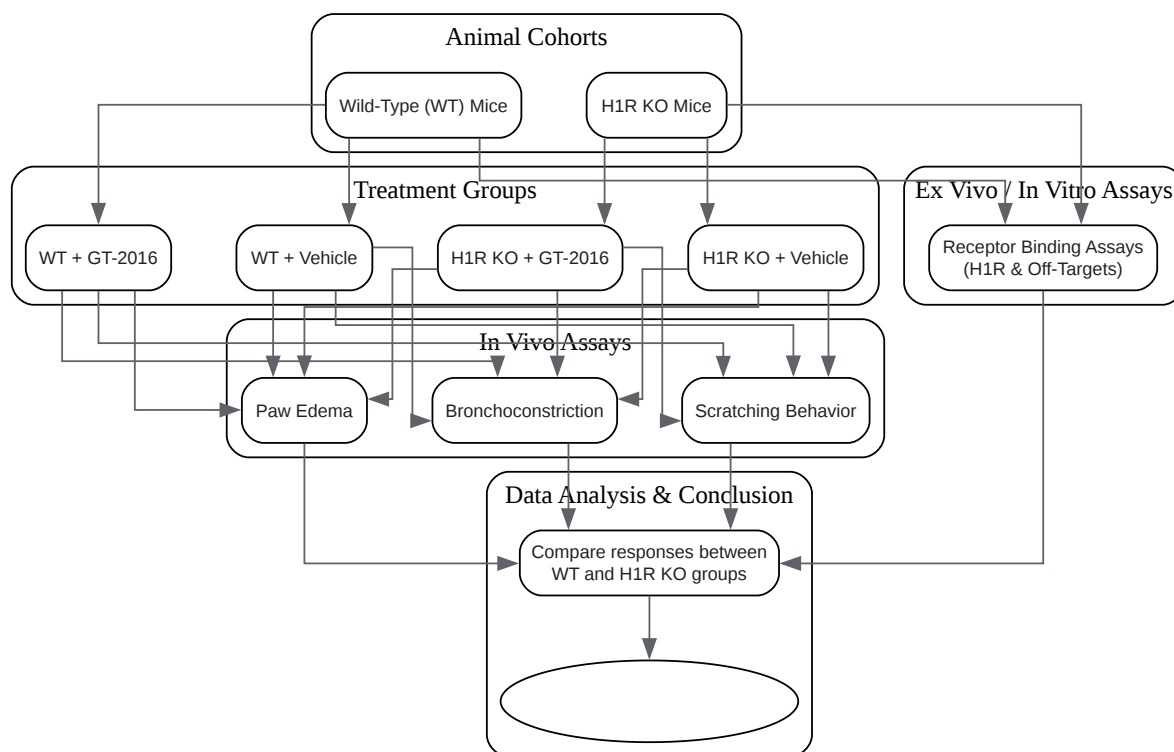 Animal Cohorts
Wild-Type (WT) Mice
H1R KO Mice
Treatment Groups
Ex Vivo / In Vitro Assays
WT + GT-2016
WT + Vehicle
H1R KO + GT-2016
H1R KO + Vehicle
Receptor Binding Assays
(H1R & Off-Targets)
In Vivo Assays
Paw Edema
Bronchoconstriction
Scratching Behavior
Data Analysis & Conclusion
Compare responses between
WT and H1R KO groups